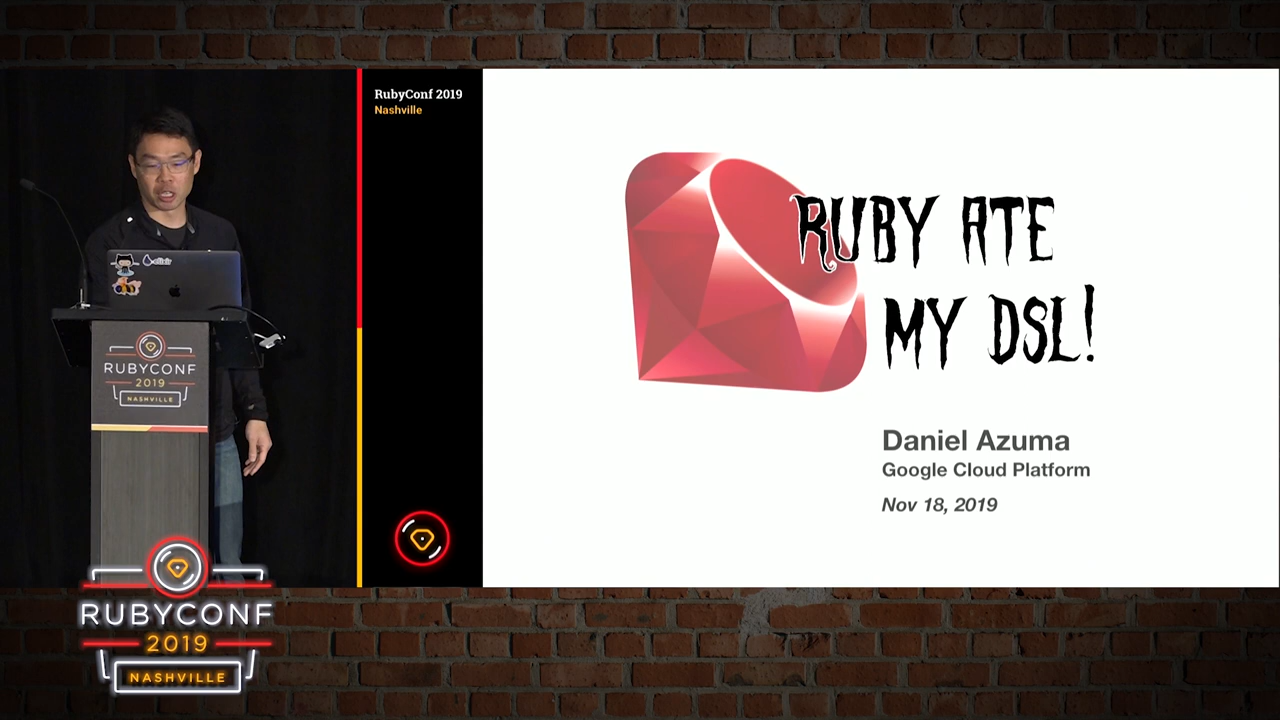 RubyConf 2019
Nashville
RUBY ATE
MY DSL!
Daniel Azuma
Google Cloud Platform
Nov 18, 2019
elixir
RUBYCONF
2019
NASHVILLE
RUBYCONF
2019
NASHVILLE